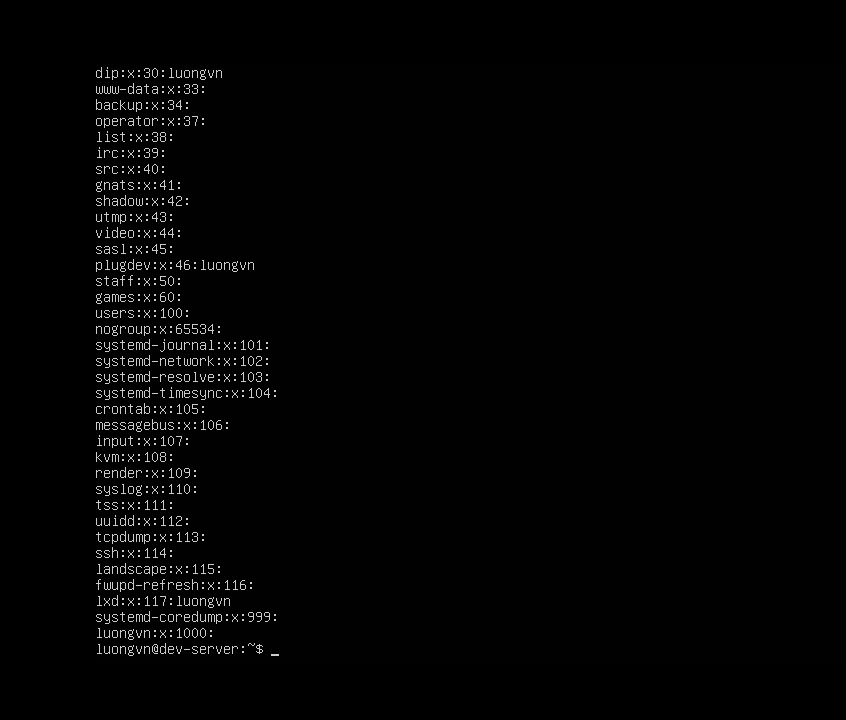 dip:x:30:luongvn
www-data:x:33:
backup:x:34:
operator:x:37:
list:x:38:
irc:x:39:
src:x:40:
gnats:x:41:
shadow:x:42:
utmp:x:43:
video:x:44:
sasl:x:45:
plugdev:x:46:luongvn
staff:x:50:
games:x:60:
users:x:100:
nogroup:x:65534:
systemd-journal:x:101:
systemd-network:x:102:
systemd-resolve:x:103:
systemd-timesync:x:104:
crontab:x:105:
messagebus:x:106:
input:x:107:
kvm:x:108:
render:x:109:
syslog:x:110:
tss:x:111:
uuidd:x:112:
tcpdump:x:113:
ssh:x:114:
landscape:x:115:
fwupd-refresh:x:116:
lxd:x:117:luongvn
systemd-coredump:x:999:
luongvn:x:1000:
luongvn@dev-server:~$ _